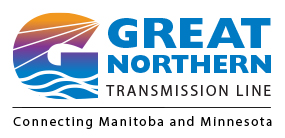 GREAT
NORTHERN
TRANSMISSION LINE
Connecting Manitoba and Minnesota